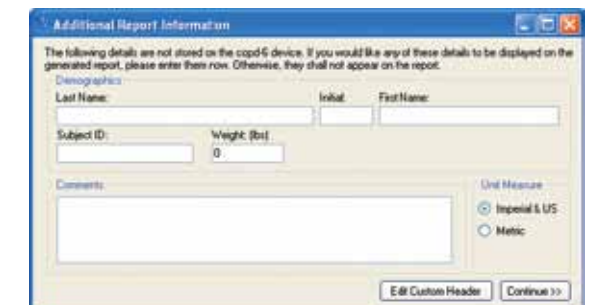 Additional Report Information
The following details are not stored on the copd-6 device. If you would like any of these details to be displayed on the
generated report, please enter them now. Otherwise, they shall not appear on the report.
Demographics
Last Name: Initial: First Name:
Subject ID: Weight: (lbs)
0
Comments Unit Measure
Imperial & US
Metric
Edit Custom Header Continue >>